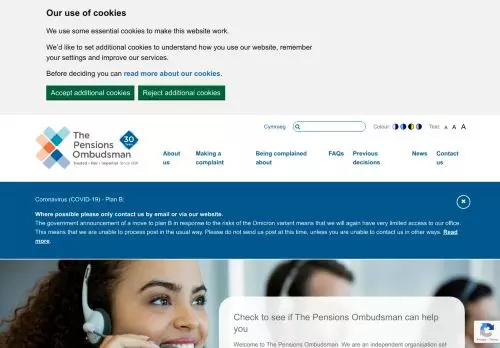 Our use of cookies
We use some essential cookies to make this website work.
We'd like to set additional cookies to understand how you use our website, remember
your settings and improve our services.
Before deciding you can read more about our cookies.
Accept additional cookies Reject additional cookies
Cymraeg Colour: Text: A A A
The
Pensions
Ombudsman
30
Trusted • Fair • Impartial Since 1991
About
us
Making a
complaint
Being complained
about
FAQs
Previous
decisions
News
Contact
us
Coronavirus (COVID-19) - Plan B:
Where possible please only contact us by email or via our website.
The government announcement of a move to plan B in response to the risks of the Omicron variant means that we will again have very limited access to our office.
This means that we are unable to process post in the usual way. Please do not send us post at this time, unless you are unable to contact us in other ways. Read
more.
Check to see if The Pensions Ombudsman can help
you
Welcome to The Pensions Ombudsman. We are an independent organisation set
Privacy - Terms